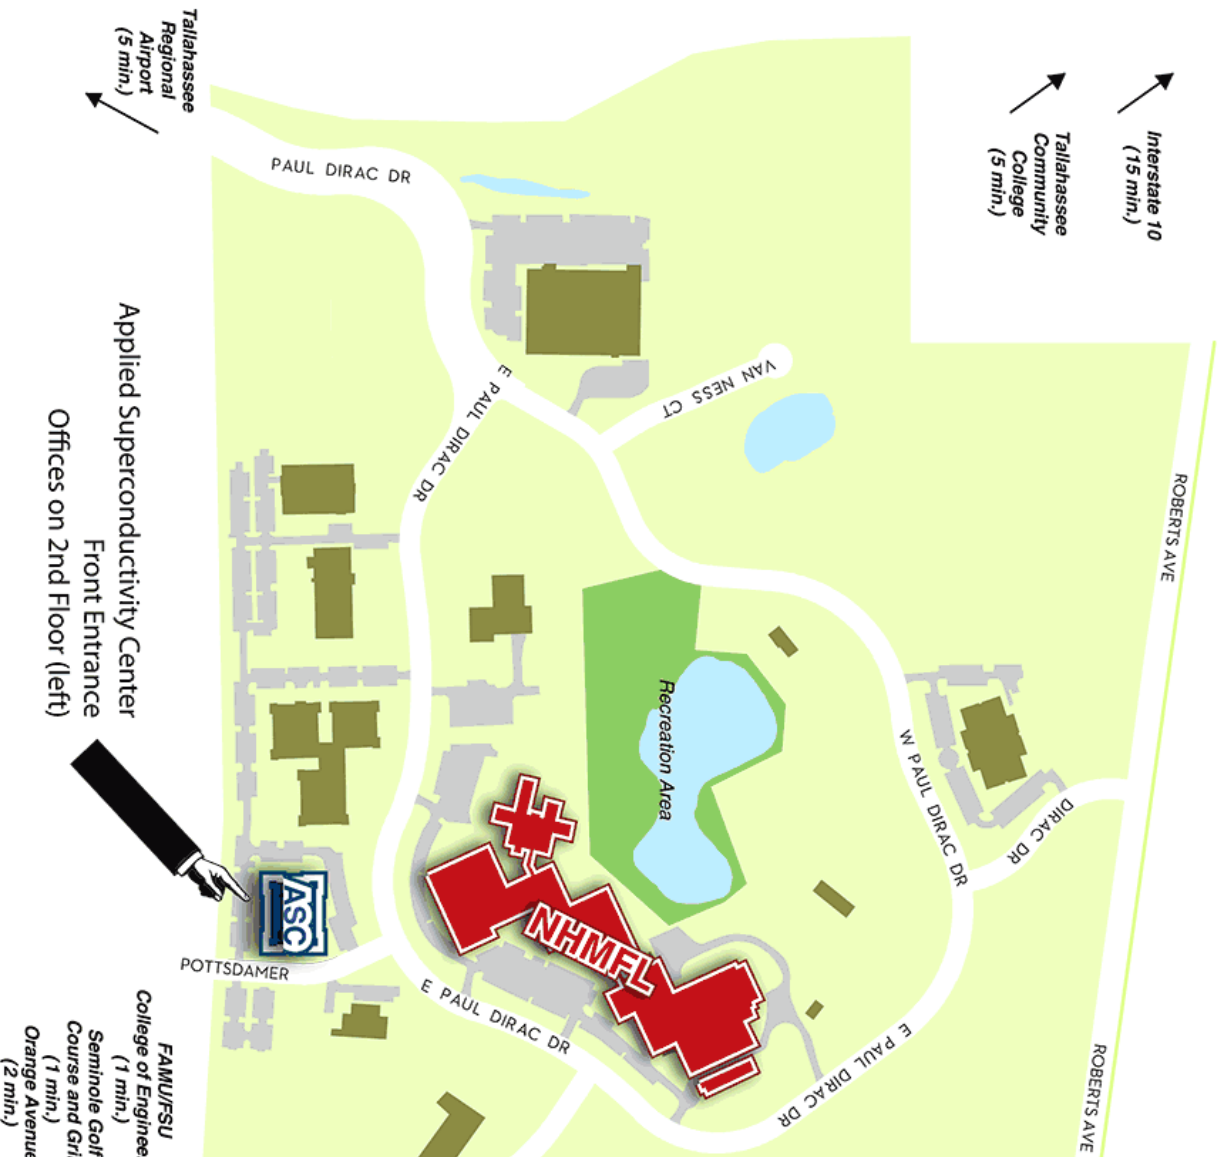 Tallahassee
Regional
Airport
(5 min.)
Interstate 10
(15 min.)
Tallahassee
Community
College
(5 min.)
PAUL DIRAC DR
E PAUL DIRAC DR
VAN NESS CT
ROBERTS AVE
Applied Superconductivity Center
Front Entrance
Offices on 2nd Floor (left)
Recreation Area
W PAUL DIRAC DR
DIRAC DR
ASC
NHMFL
POTTSDAMER
E PAUL DIRAC DR
E PAUL DIRAC DR
ROBERTS AVE
FAMU/FSU
College of Enginee
(1 min.)
Seminole Golf
Course and Gri
(1 min.)
Orange Avenue
(2 min.)